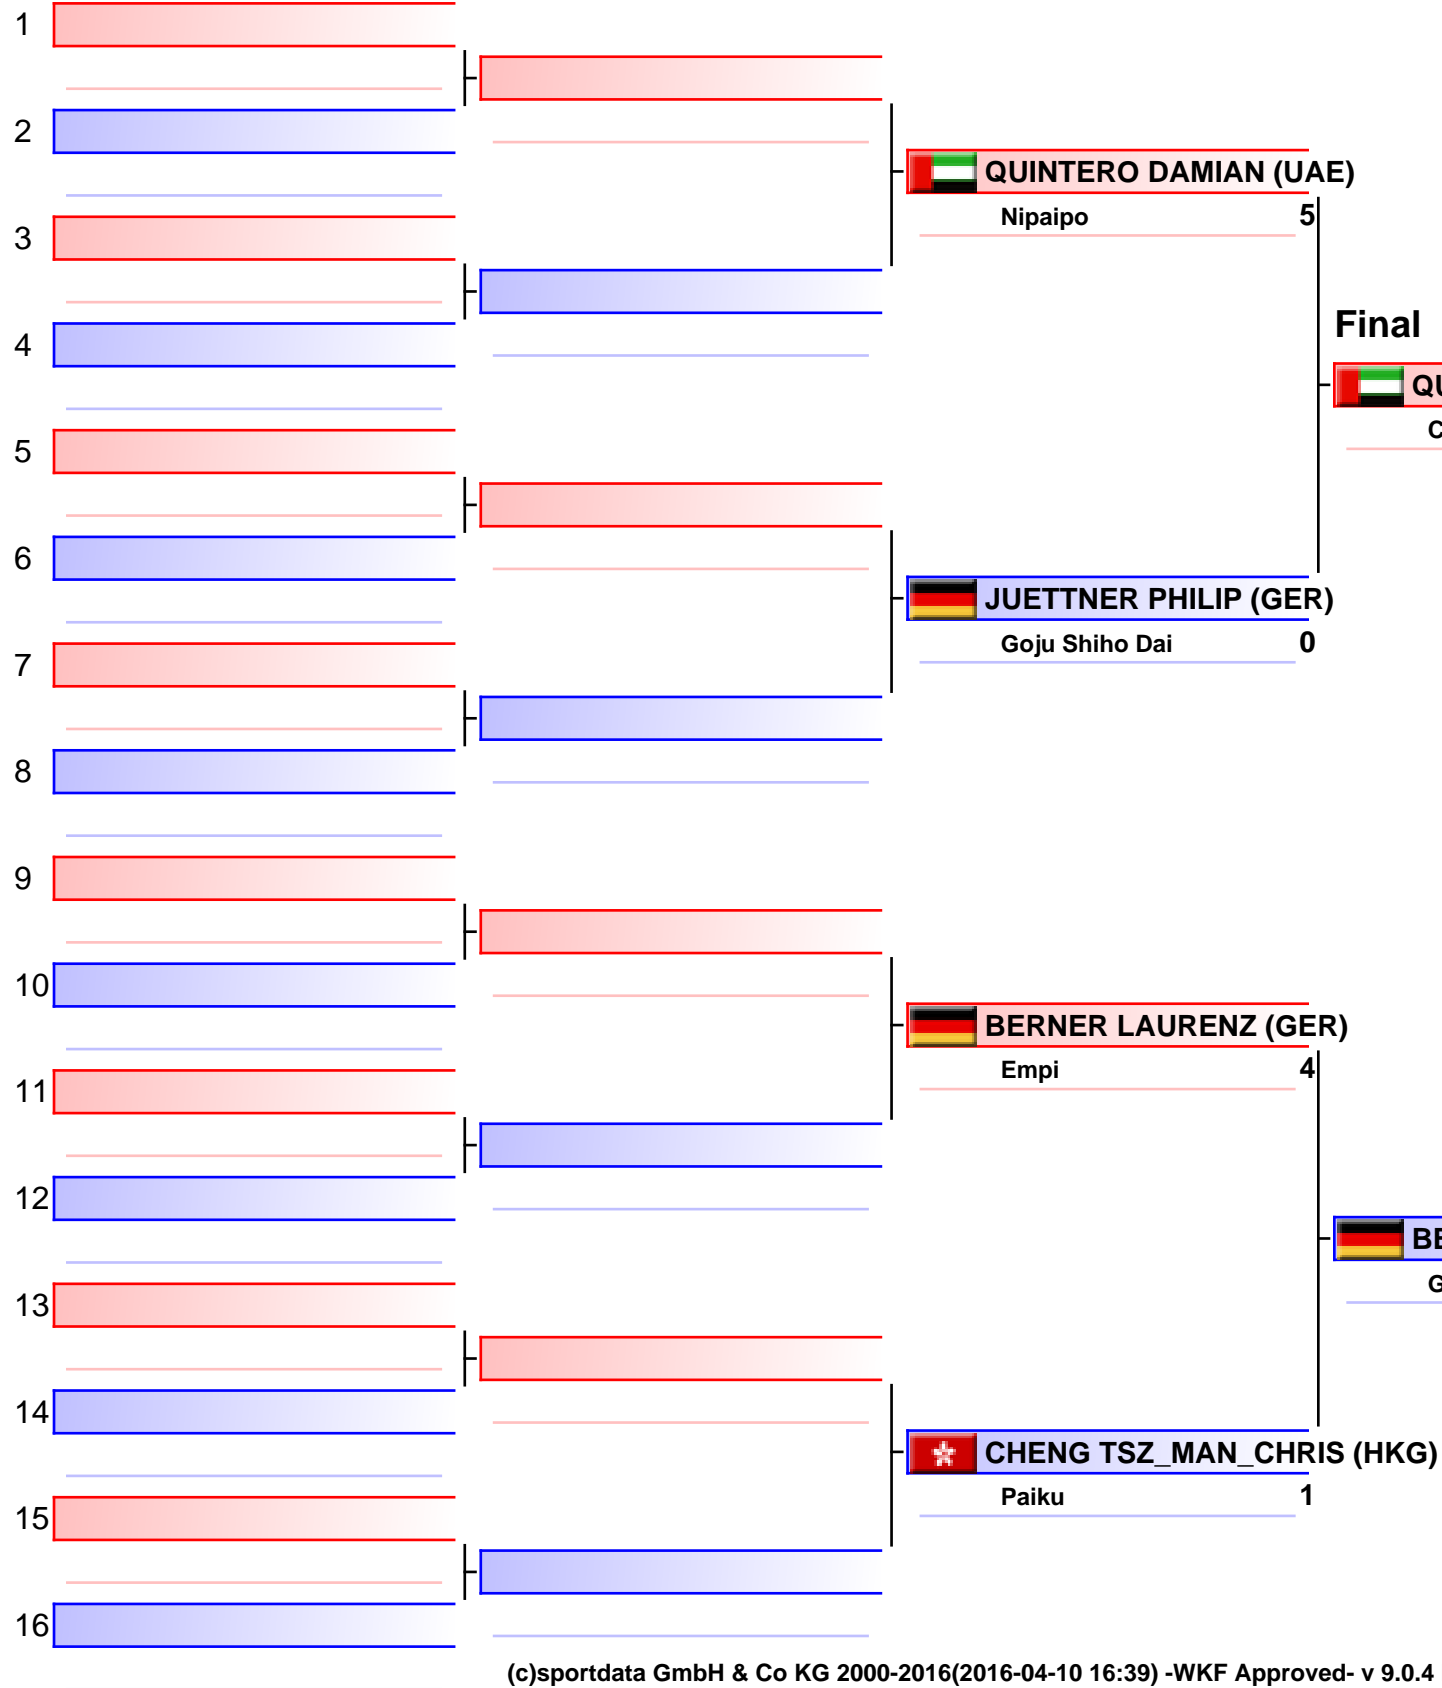 1
2
QUINTERO DAMIAN (UAE)
Nipaipo 5
3
4
Final
QU
C
5
6
JUETTNER PHILIP (GER)
Goju Shiho Dai 0
7
8
9
10
BERNER LAURENZ (GER)
Empi 4
11
12
BE
G
13
14
CHENG TSZ_MAN_CHRIS (HKG)
Paiku 1
15
16
(c)sportdata GmbH & Co KG 2000-2016(2016-04-10 16:39) -WKF Approved- v 9.0.4